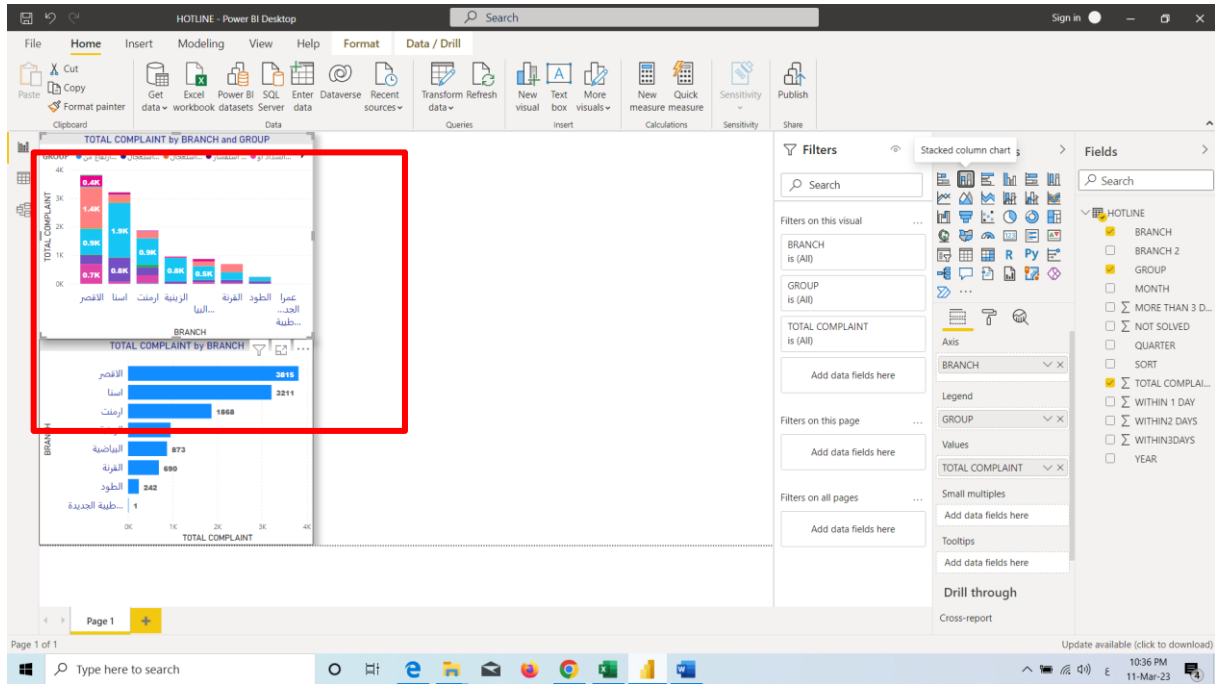 HOTLINE - Power BI Desktop
Search
Sign in
File
Home
Insert
Modeling
View
Help
Format
Data / Drill
Paste
Cut
Copy
Format painter
Clipboard
Get data
Excel workbook
Power BI datasets
SQL Server
Enter data
Dataverse
Recent sources
Data
Transform data
Refresh
Queries
New visual
Text box
More visuals
Insert
New measure
Quick measure
Calculations
Sensitivity
Sensitivity
Publish
Share
TOTAL COMPLAINT by BRANCH and GROUP
GROUP
4K
3K
2K
1K
0K
TOTAL COMPLAINT
0.4K
1.4K
0.9K
0.7K
1.9K
0.8K
0.9K
0.8K
0.5K
الاقصر
اسنا
ارمنت
الزينية
...البيا
القرنة
الطود
عمرا
الجد...
...طيبة
BRANCH
TOTAL COMPLAINT by BRANCH
BRANCH
الاقصر 3815
اسنا 3211
ارمنت 1868
البياضية 873
القرنة 690
الطود 242
...طيبة الجديدة 1
0K 1K 2K 3K 4K
TOTAL COMPLAINT
Filters
Search
Filters on this visual ...
BRANCH
is (All)
GROUP
is (All)
TOTAL COMPLAINT
is (All)
Add data fields here
Filters on this page ...
Add data fields here
Filters on all pages ...
Add data fields here
Stacked column chart
R
Py
...
Axis
BRANCH
Legend
GROUP
Values
TOTAL COMPLAINT
Small multiples
Add data fields here
Tooltips
Add data fields here
Drill through
Cross-report
Fields
Search
HOTLINE
BRANCH
BRANCH 2
GROUP
MONTH
∑ MORE THAN 3 D...
∑ NOT SOLVED
QUARTER
SORT
∑ TOTAL COMPLAI...
∑ WITHIN 1 DAY
∑ WITHIN2 DAYS
∑ WITHIN3DAYS
YEAR
Page 1
Page 1 of 1
Update available (click to download)
Type here to search
10:36 PM
11-Mar-23
4